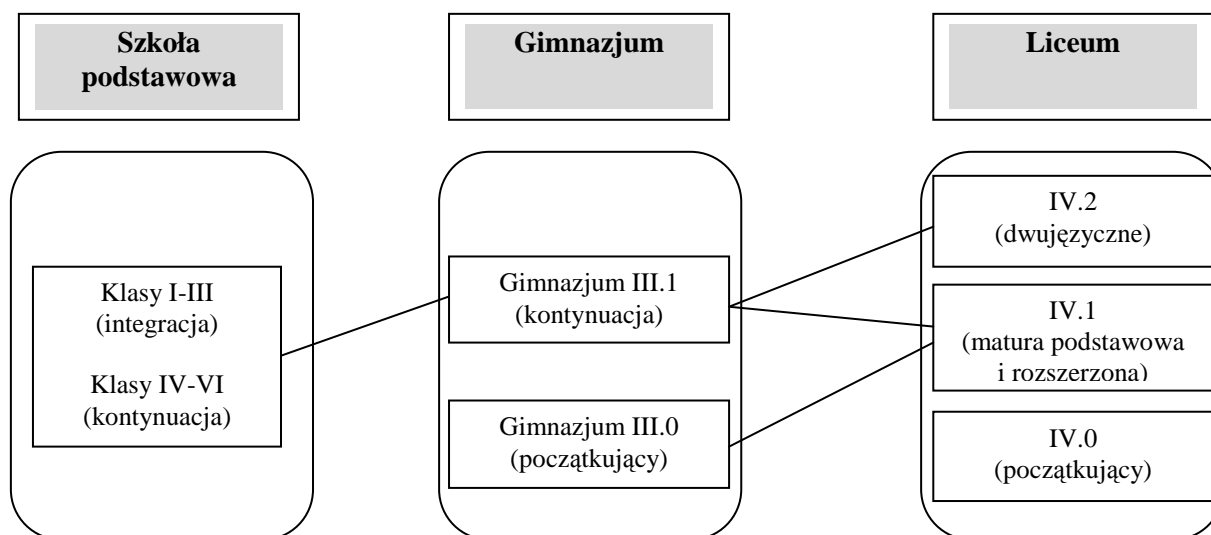 Szkoła
podstawowa
Gimnazjum
Liceum
Klasy I-III
(integracja)
Klasy IV-VI
(kontynuacja)
Gimnazjum III.1
(kontynuacja)
Gimnazjum III.0
(początkujący)
IV.2
(dwujęzyczne)
IV.1
(matura podstawowa
i rozszerzona)
IV.0
(początkujący)